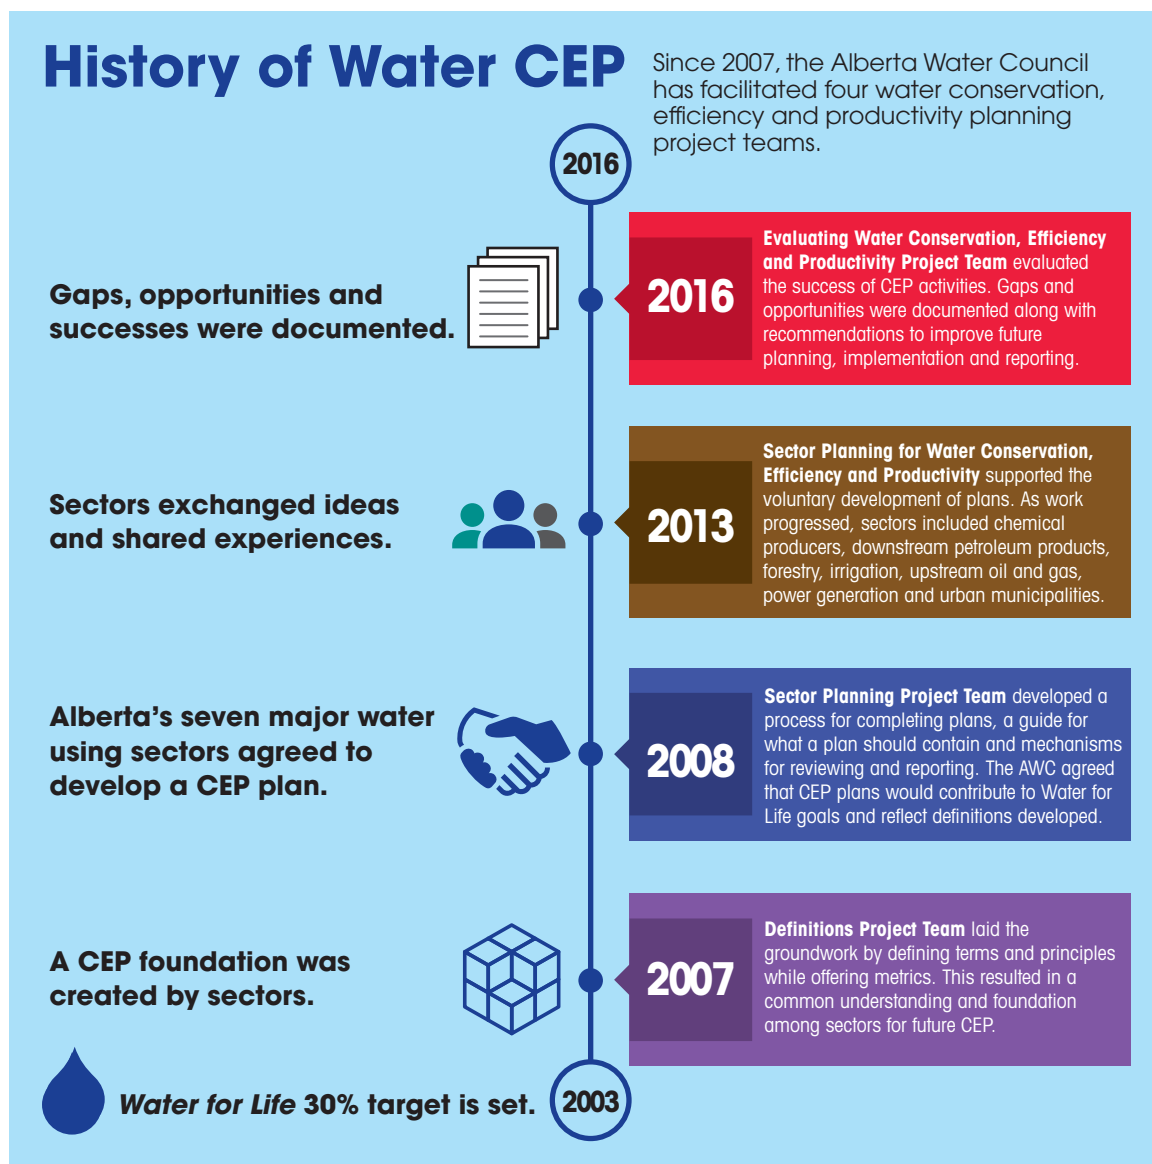 History of Water CEP
Since 2007, the Alberta Water Council
has facilitated four water conservation,
efficiency and productivity planning
project teams.
2016
Gaps, opportunities and
successes were documented.
2016
Evaluating Water Conservation, Efficiency
and Productivity Project Team evaluated
the success of CEP activities. Gaps and
opportunities were documented along with
recommendations to improve future
planning, implementation and reporting.
Sectors exchanged ideas
and shared experiences.
2013
Sector Planning for Water Conservation,
Efficiency and Productivity supported the
voluntary development of plans. As work
progressed, sectors included chemical
producers, downstream petroleum products,
forestry, irrigation, upstream oil and gas,
power generation and urban municipalities.
Alberta's seven major water
using sectors agreed to
develop a CEP plan.
2008
Sector Planning Project Team developed a
process for completing plans, a guide for
what a plan should contain and mechanisms
for reviewing and reporting. The AWC agreed
that CEP plans would contribute to Water for
Life goals and reflect definitions developed.
A CEP foundation was
created by sectors.
2007
Definitions Project Team laid the
groundwork by defining terms and principles
while offering metrics. This resulted in a
common understanding and foundation
among sectors for future CEP.
Water for Life 30% target is set.
2003